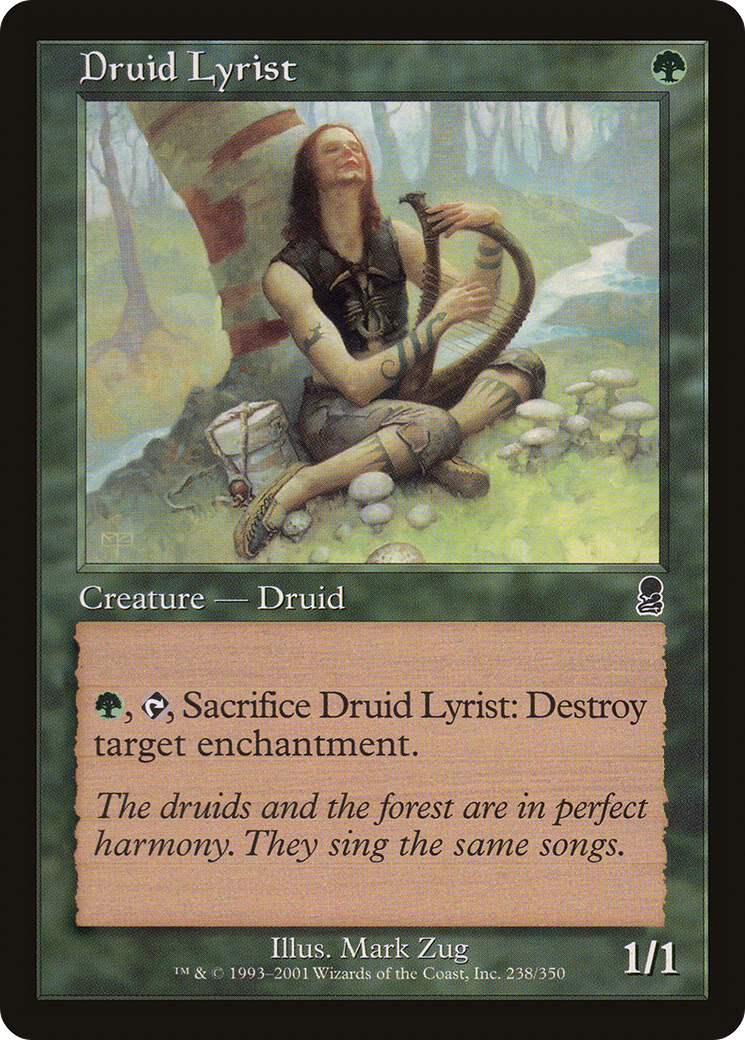 Druid Lyrist
MZ
Creature — Druid
, , Sacrifice Druid Lyrist: Destroy
target enchantment.
The druids and the forest are in perfect
harmony. They sing the same songs.
Illus. Mark Zug
™ & © 1993–2001 Wizards of the Coast, Inc. 238/350
1/1